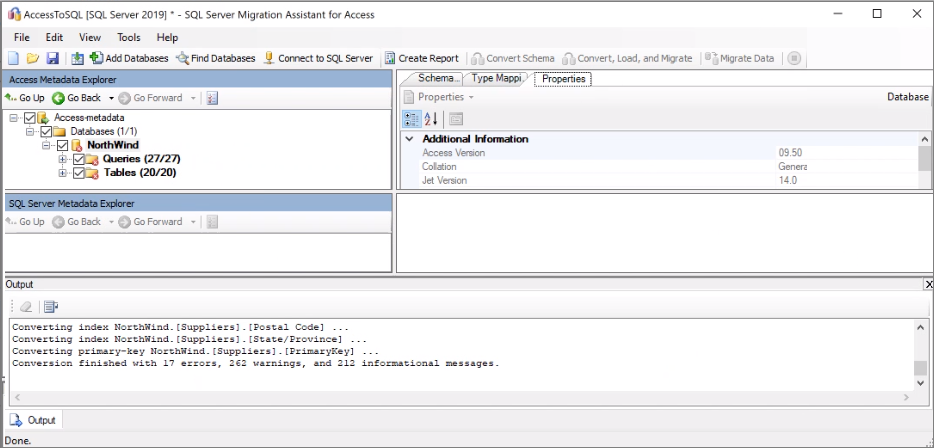 AccessToSQL [SQL Server 2019] * - SQL Server Migration Assistant for Access
File Edit View Tools Help
Add Databases Find Databases Connect to SQL Server Create Report Convert Schema Convert, Load, and Migrate Migrate Data
Access Metadata Explorer
Go Up Go Back Go Forward
Access-metadata
Databases (1/1)
NorthWind
Queries (27/27)
Tables (20/20)
Schema... Type Mappi. Properties
Properties Database
Additional Information
Access Version 09.50
Collation Genera
Jet Version 14.0
SQL Server Metadata Explorer
Go Up Go Back Go Forward
Output
Converting index NorthWind.[Suppliers].[Postal Code] ...
Converting index NorthWind.[Suppliers].[State/Province] ...
Converting primary-key NorthWind.[Suppliers].[PrimaryKey] ...
Conversion finished with 17 errors, 262 warnings, and 212 informational messages.
Output
Done.